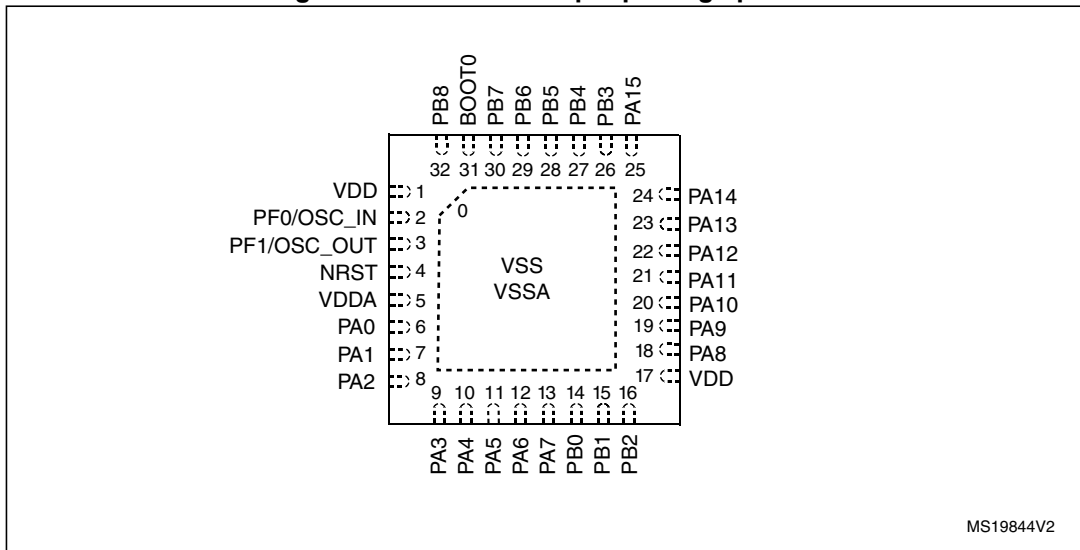 PB8
BOOT0
PB7
PB6
PB5
PB4
PB3
PA15
32 31 30 29 28 27 26 25
VDD 1
PF0/OSC_IN 2
PF1/OSC_OUT 3
NRST 4
VDDA 5
PA0 6
PA1 7
PA2 8
0
VSS
VSSA
24 PA14
23 PA13
22 PA12
21 PA11
20 PA10
19 PA9
18 PA8
17 VDD
9 10 11 12 13 14 15 16
PA3
PA4
PA5
PA6
PA7
PB0
PB1
PB2
MS19844V2